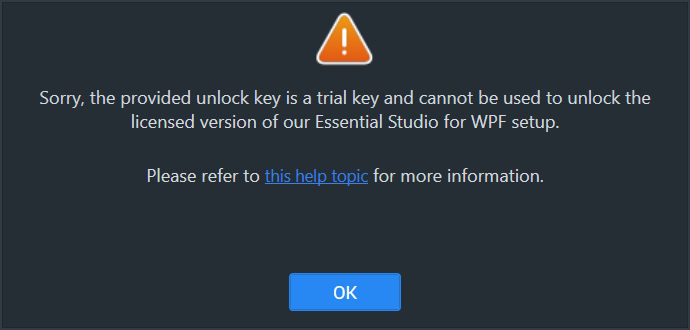 Sorry, the provided unlock key is a trial key and cannot be used to unlock the
licensed version of our Essential Studio for WPF setup.
Please refer to this help topic for more information.
OK